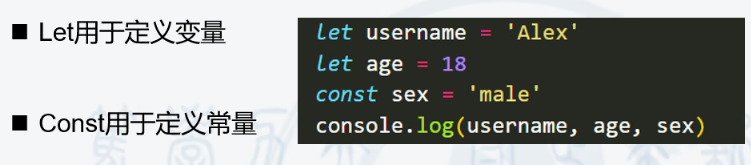 ■ Let用于定义变量
■ Const用于定义常量
let username = 'Alex'
let age = 18
const sex = 'male'
console.log(username, age, sex)